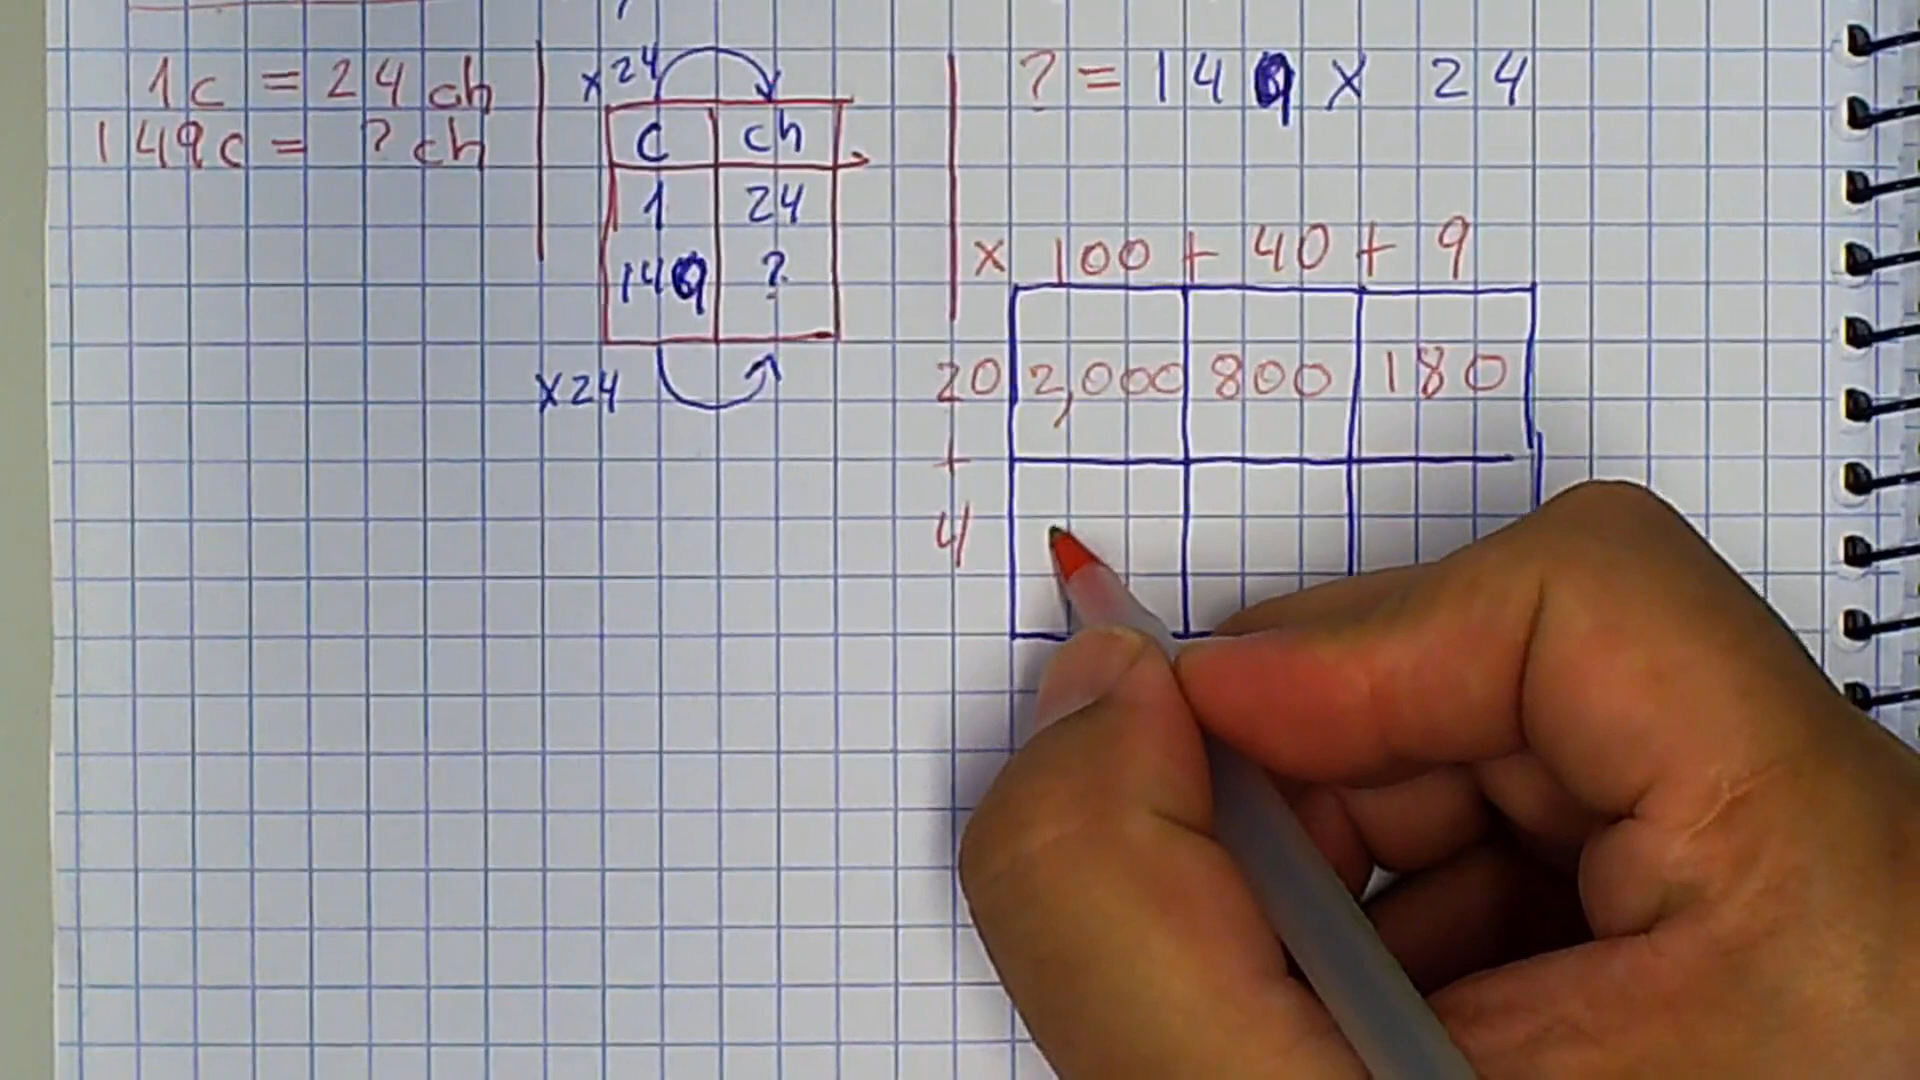 1c = 24 ch
149c = ? ch
x24
c ch
1 24
149 ?
x24
? = 149 x 24
x 100 + 40 + 9
20 2,000 800 180
+
4